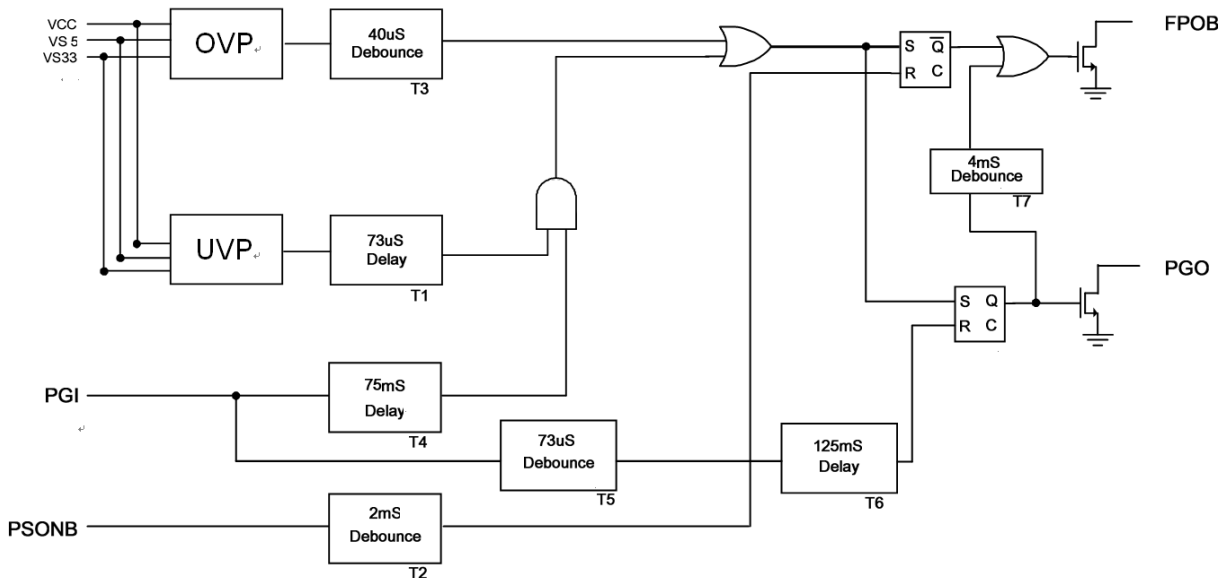 VCC
VS 5
VS33
OVP
40uS
Debounce
T3
S Q
R C
FPOB
4mS
Debounce
T7
UVP
73uS
Delay
T1
PGO
S Q
R C
PGI
75mS
Delay
T4
73uS
Debounce
T5
125mS
Delay
T6
PSONB
2mS
Debounce
T2